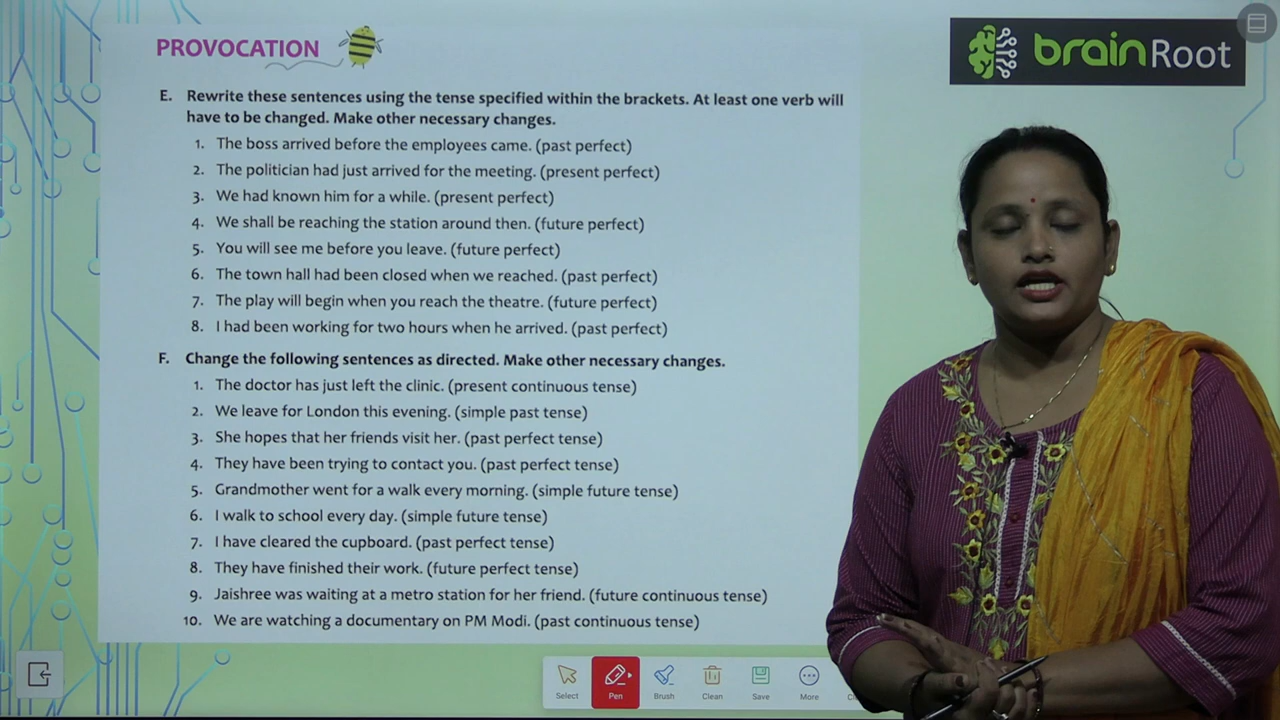 PROVOCATION
brainRoot
E. Rewrite these sentences using the tense specified within the brackets. At least one verb will
have to be changed. Make other necessary changes.
1. The boss arrived before the employees came. (past perfect)
2. The politician had just arrived for the meeting. (present perfect)
3. We had known him for a while. (present perfect)
4. We shall be reaching the station around then. (future perfect)
5. You will see me before you leave. (future perfect)
6. The town hall had been closed when we reached. (past perfect)
7. The play will begin when you reach the theatre. (future perfect)
8. I had been working for two hours when he arrived. (past perfect)
F. Change the following sentences as directed. Make other necessary changes.
1. The doctor has just left the clinic. (present continuous tense)
2. We leave for London this evening. (simple past tense)
3. She hopes that her friends visit her. (past perfect tense)
4. They have been trying to contact you. (past perfect tense)
5. Grandmother went for a walk every morning. (simple future tense)
6. I walk to school every day. (simple future tense)
7. I have cleared the cupboard. (past perfect tense)
8. They have finished their work. (future perfect tense)
9. Jaishree was waiting at a metro station for her friend. (future continuous tense)
10. We are watching a documentary on PM Modi. (past continuous tense)
Select Pen Brush Clean Save More